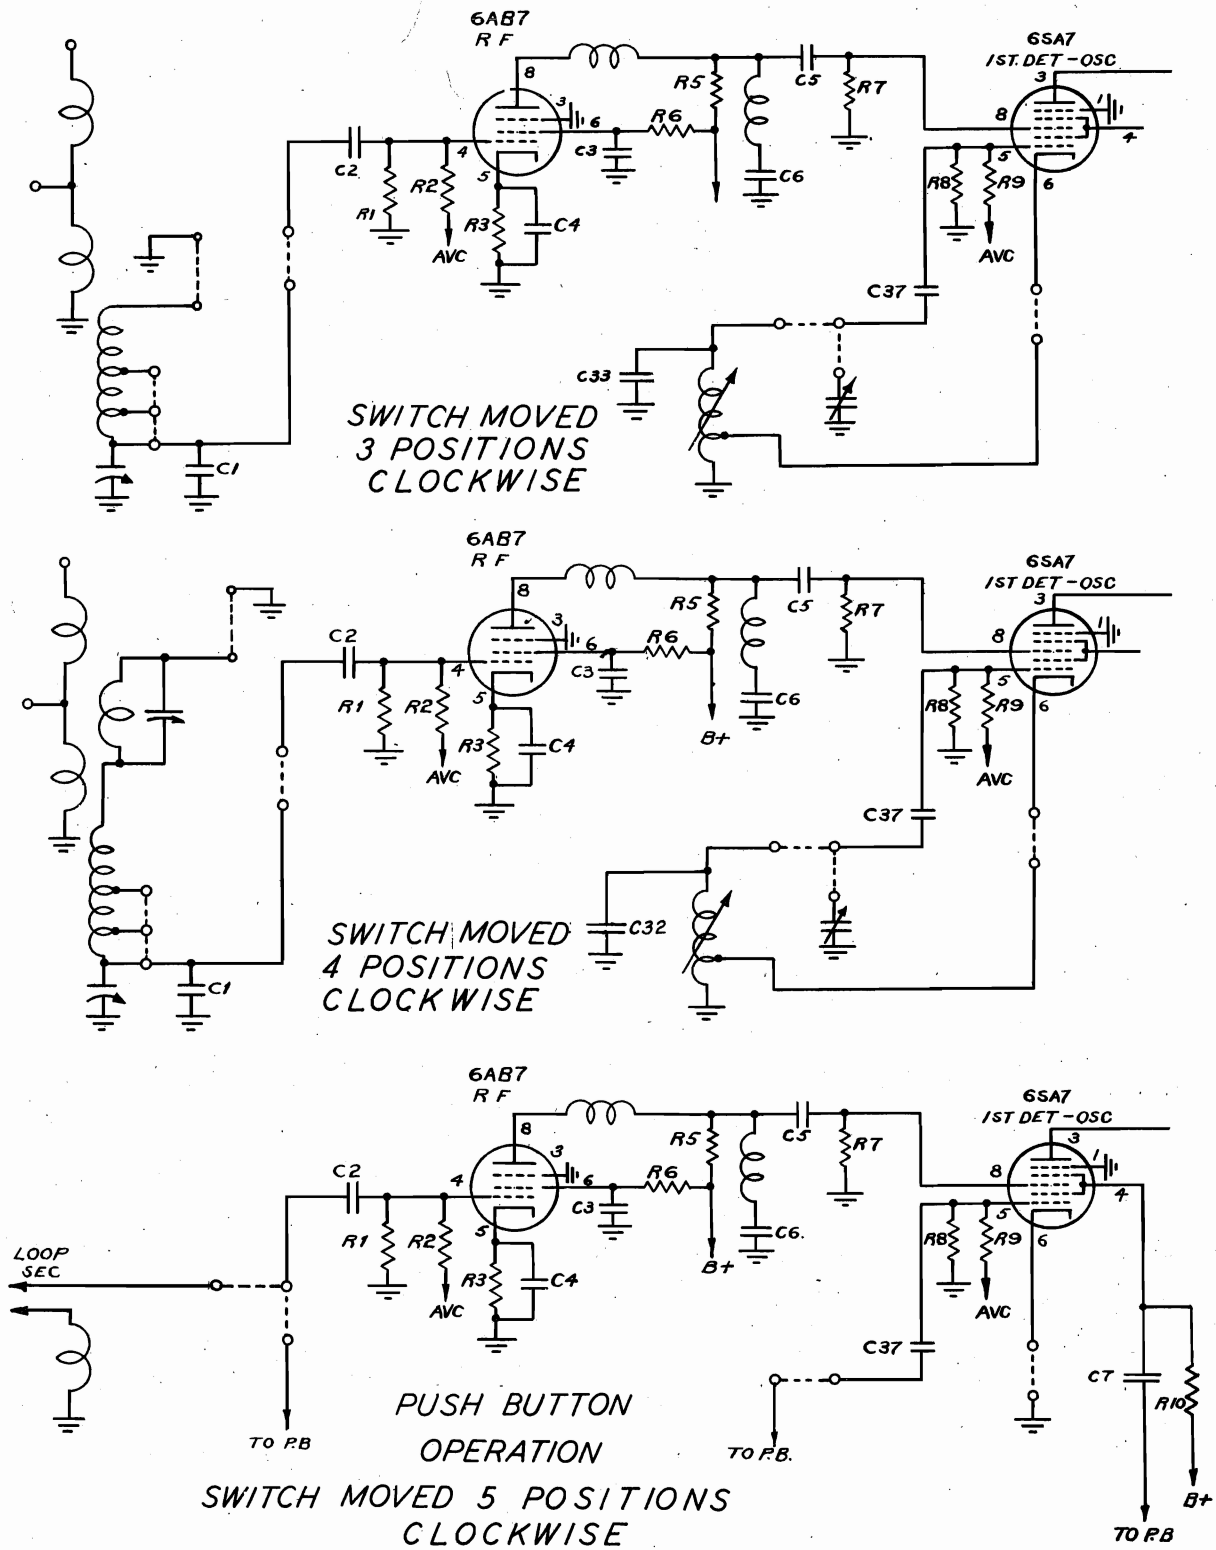 6AB7
R F
8
3
6
4
5
C2
R1
R2
AVC
R3
C4
C3
R6
R5
C6
C5
R7
6SA7
1ST. DET-OSC
3
1
8
4
5
6
R8
R9
AVC
C37
C33
C1
SWITCH MOVED
3 POSITIONS
CLOCKWISE
6AB7
R F
8
3
6
4
5
C2
R1
R2
AVC
R3
C4
C3
R6
R5
B+
C6
C5
R7
6SA7
1ST DET-OSC
3
1
8
5
6
R8
R9
AVC
C37
C32
C1
SWITCH MOVED
4 POSITIONS
CLOCKWISE
6AB7
R F
8
3
6
4
5
C2
R1
R2
AVC
R3
C4
C3
R6
R5
B+
C6.
C5
R7
6SA7
1ST DET-OSC
3
1
8
4
5
6
R8
R9
AVC
C37
C7
R10
LOOP
SEC
TO P.B
TO P.B.
B+
TO P.B
PUSH BUTTON
OPERATION
SWITCH MOVED 5 POSITIONS
CLOCKWISE